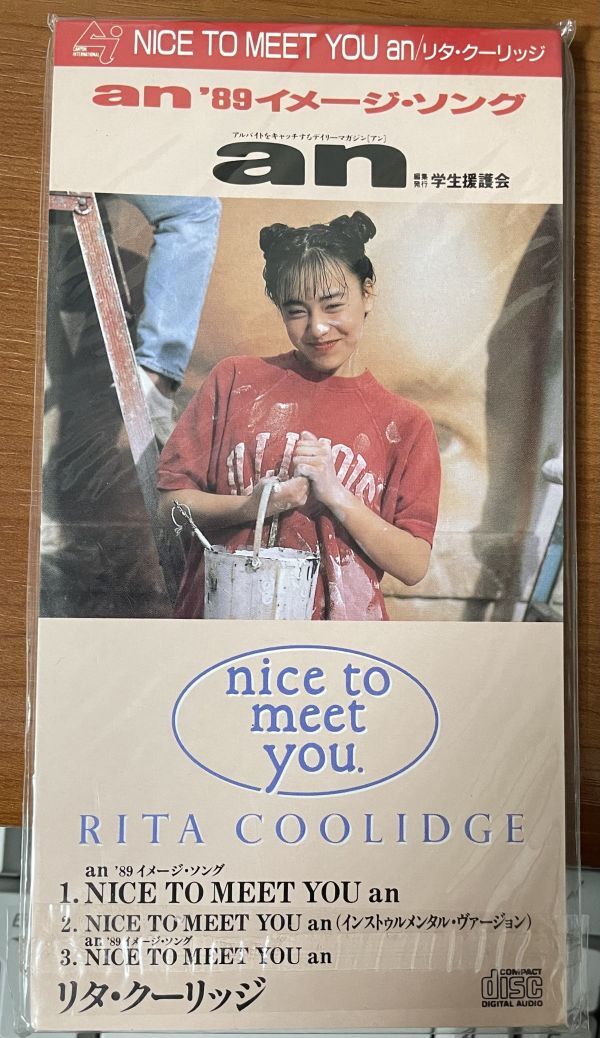 CANYON INTERNATIONAL
NICE TO MEET YOU an/リタ・クーリッジ
an '89イメージ・ソング
アルバイトをキャッチするデイリーマガジン[アン]
an
編集
発行 学生援護会
ILLINOIS
nice to
meet
you.
RITA COOLIDGE
an '89イメージ・ソング
1. NICE TO MEET YOU an
2. NICE TO MEET YOU an (インストゥルメンタル・ヴァージョン)
an '89イメージ・ソング
3. NICE TO MEET YOU an
リタ・クーリッジ
COMPACT
disc
DIGITAL AUDIO